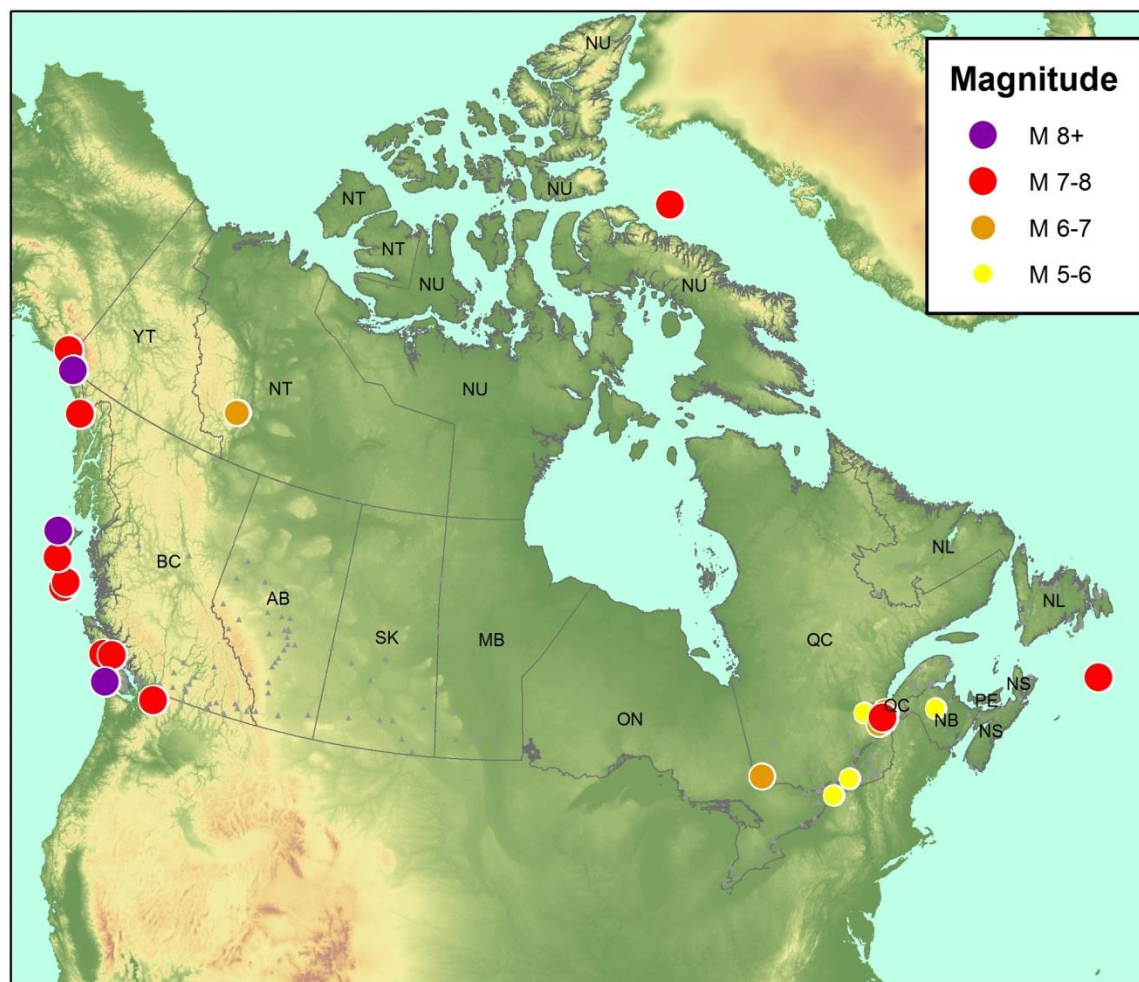 NU
Magnitude
M 8+
M 7-8
M 6-7
M 5-6
NT
NU
NT
NU
NU
YT
NT
NU
BC
AB
SK
MB
ON
QC
NL
NL
QC
NB
PE
NS
NS